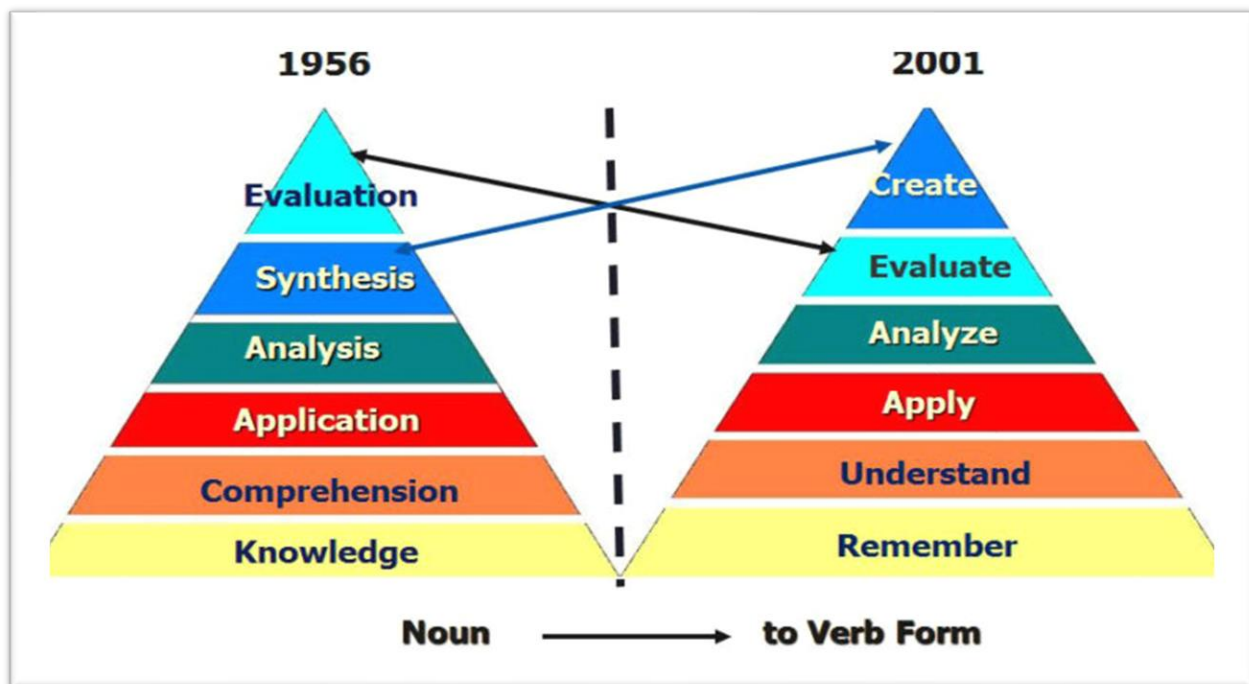 1956
Evaluation
Synthesis
Analysis
Application
Comprehension
Knowledge
2001
Create
Evaluate
Analyze
Apply
Understand
Remember
Noun to Verb Form